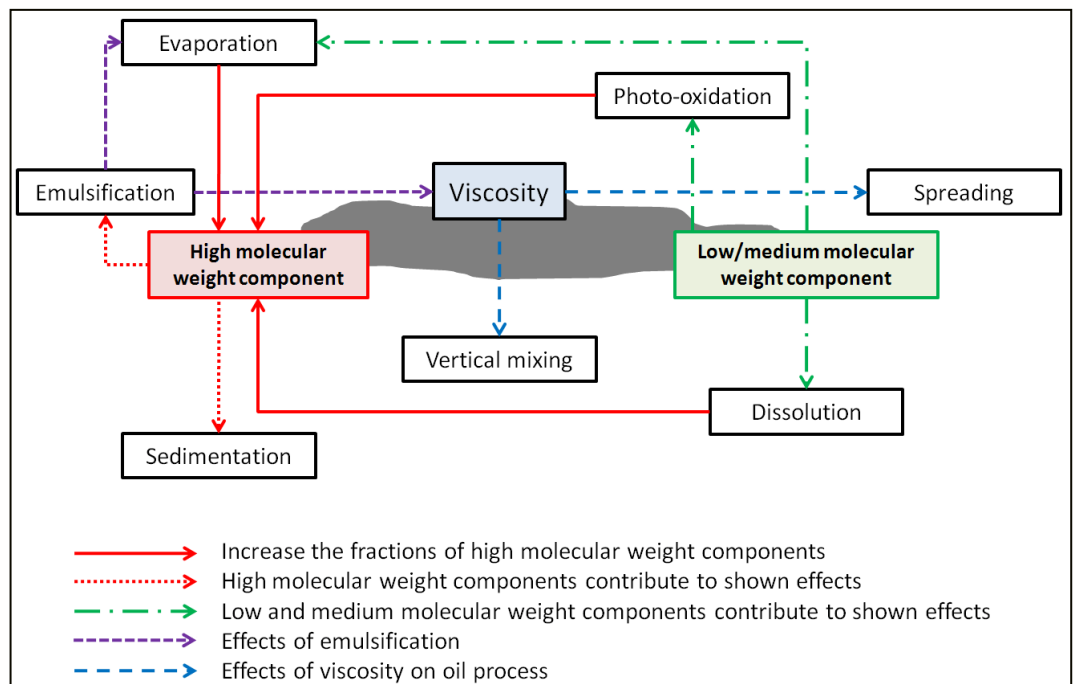 Evaporation
Photo-oxidation
Emulsification
Viscosity
Spreading
High molecular
weight component
Low/medium molecular
weight component
Vertical mixing
Dissolution
Sedimentation
Increase the fractions of high molecular weight components
High molecular weight components contribute to shown effects
Low and medium molecular weight components contribute to shown effects
Effects of emulsification
Effects of viscosity on oil process